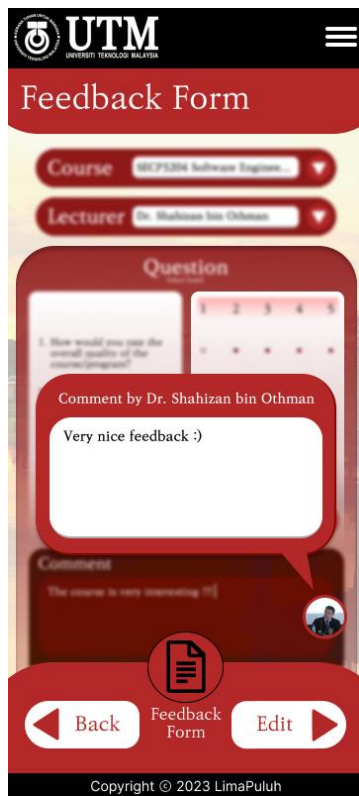 UTM
UNIVERSITI TEKNOLOGI MALAYSIA
Feedback Form
Course
Software Enginee...
Lecturer Dr. Shahizan bin Othman
Question
1 2 3 4 5
1. How would you rate the
overall quality of the
course/program?
Comment by Dr. Shahizan bin Othman
Very nice feedback :)
Comment
The course is very interesting !!!
Feedback
Form
Back
Edit
Copyright © 2023 LimaPuluh